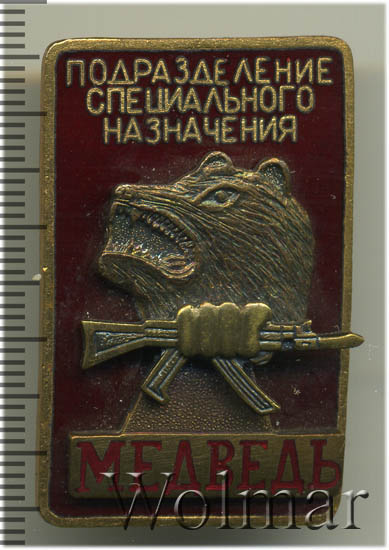 ПОДРАЗДЕЛЕНИЕ
СПЕЦИАЛЬНОГО
НАЗНАЧЕНИЯ
МЕДВЕДЬ
Wolmar